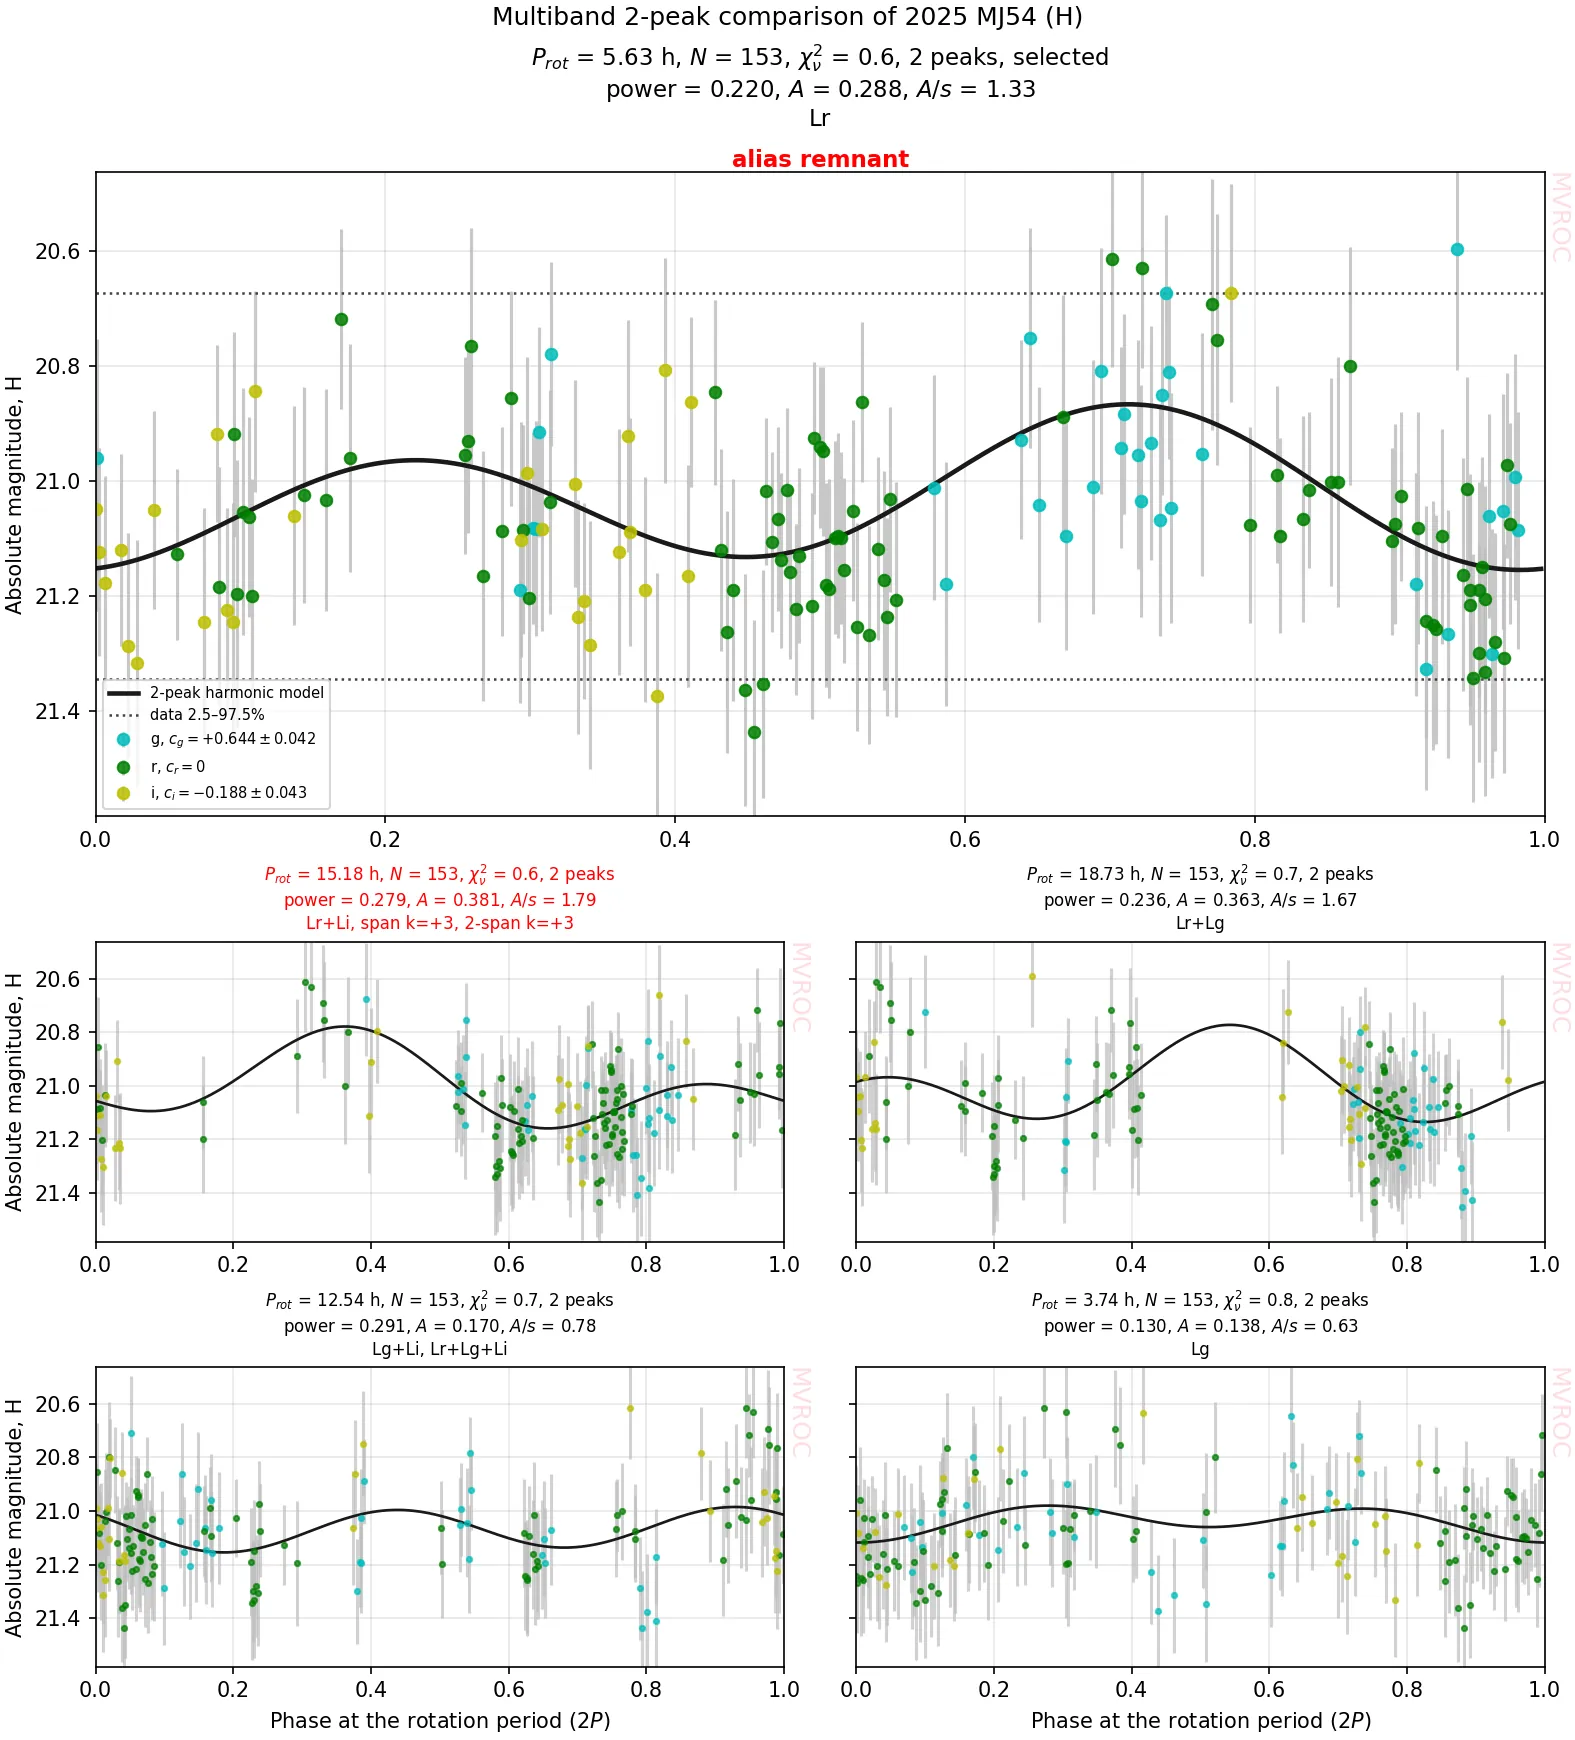 Multiband 2-peak comparison of 2025 MJ54 (H)
P_rot = 5.63 h, N = 153, χ²_ν = 0.6, 2 peaks, selected
power = 0.220, A = 0.288, A/s = 1.33
Lr
alias remnant
MVROC
Absolute magnitude, H
20.6
20.8
21.0
21.2
21.4
2-peak harmonic model
data 2.5–97.5%
g, c_g = +0.644 ± 0.042
r, c_r = 0
i, c_i = −0.188 ± 0.043
0.0 0.2 0.4 0.6 0.8 1.0
P_rot = 15.18 h, N = 153, χ²_ν = 0.6, 2 peaks
power = 0.279, A = 0.381, A/s = 1.79
Lr+Li, span k=+3, 2-span k=+3
MVROC
Absolute magnitude, H
20.6
20.8
21.0
21.2
21.4
0.0 0.2 0.4 0.6 0.8 1.0
P_rot = 18.73 h, N = 153, χ²_ν = 0.7, 2 peaks
power = 0.236, A = 0.363, A/s = 1.67
Lr+Lg
MVROC
0.0 0.2 0.4 0.6 0.8 1.0
P_rot = 12.54 h, N = 153, χ²_ν = 0.7, 2 peaks
power = 0.291, A = 0.170, A/s = 0.78
Lg+Li, Lr+Lg+Li
MVROC
Absolute magnitude, H
20.6
20.8
21.0
21.2
21.4
0.0 0.2 0.4 0.6 0.8 1.0
Phase at the rotation period (2P)
P_rot = 3.74 h, N = 153, χ²_ν = 0.8, 2 peaks
power = 0.130, A = 0.138, A/s = 0.63
Lg
MVROC
0.0 0.2 0.4 0.6 0.8 1.0
Phase at the rotation period (2P)